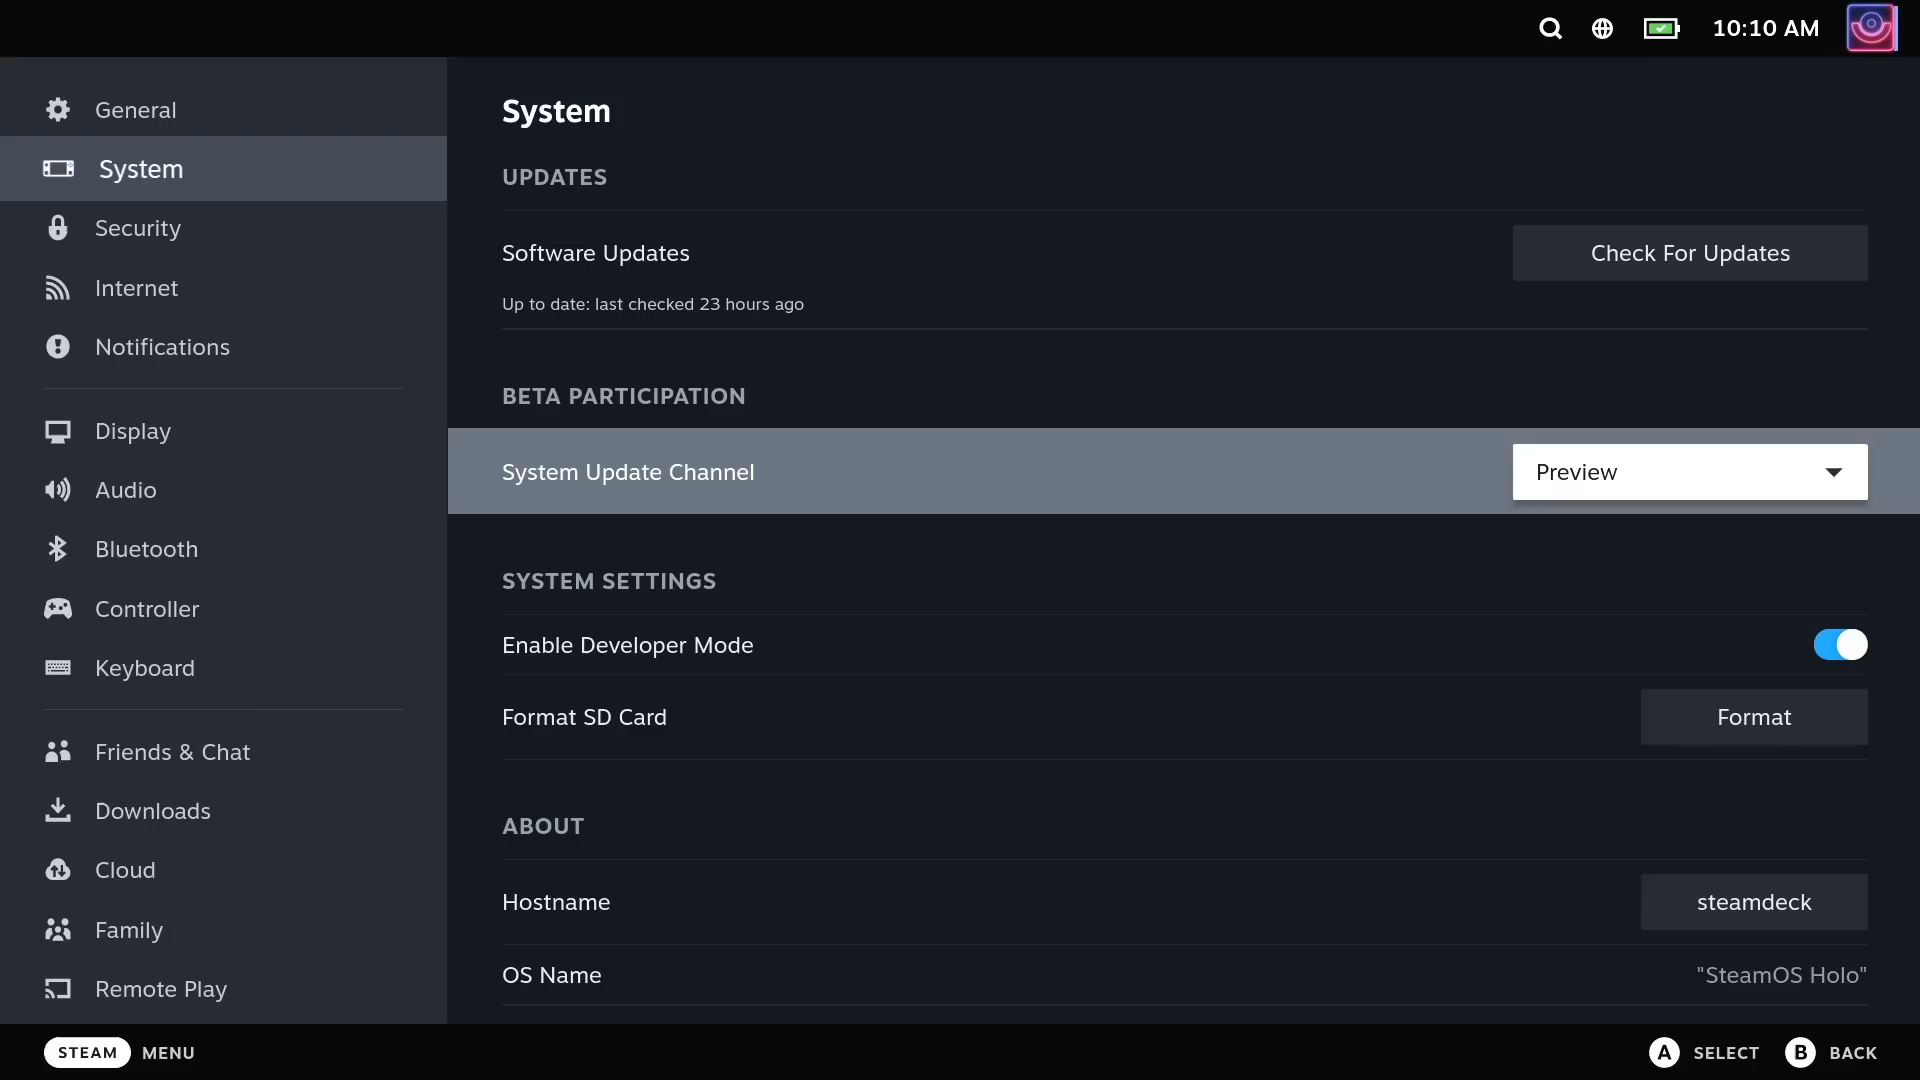 10:10 AM
General
System
Security
Internet
Notifications
Display
Audio
Bluetooth
Controller
Keyboard
Friends & Chat
Downloads
Cloud
Family
Remote Play
System
UPDATES
Software Updates
Check For Updates
Up to date: last checked 23 hours ago
BETA PARTICIPATION
System Update Channel
Preview
SYSTEM SETTINGS
Enable Developer Mode
Format SD Card
Format
ABOUT
Hostname
steamdeck
OS Name
"SteamOS Holo"
STEAM MENU
A SELECT B BACK